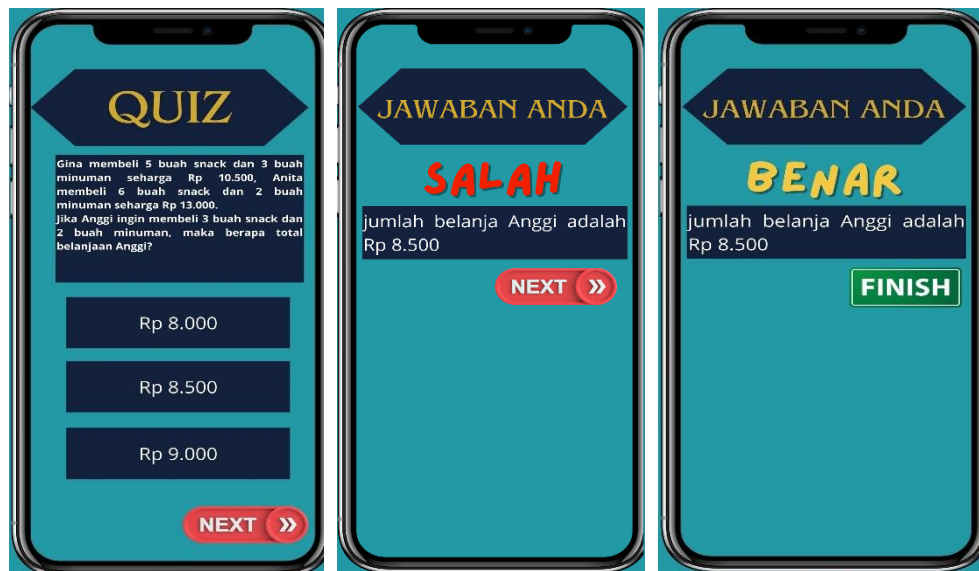 QUIZ
Gina membeli 5 buah snack dan 3 buah
minuman seharga Rp 10.500, Anita
membeli 6 buah snack dan 2 buah
minuman seharga Rp 13.000.
Jika Anggi ingin membeli 3 buah snack dan
2 buah minuman, maka berapa total
belanjaan Anggi?
Rp 8.000
Rp 8.500
Rp 9.000
NEXT »
JAWABAN ANDA
SALAH
jumlah belanja Anggi adalah
Rp 8.500
NEXT »
JAWABAN ANDA
BENAR
jumlah belanja Anggi adalah
Rp 8.500
FINISH